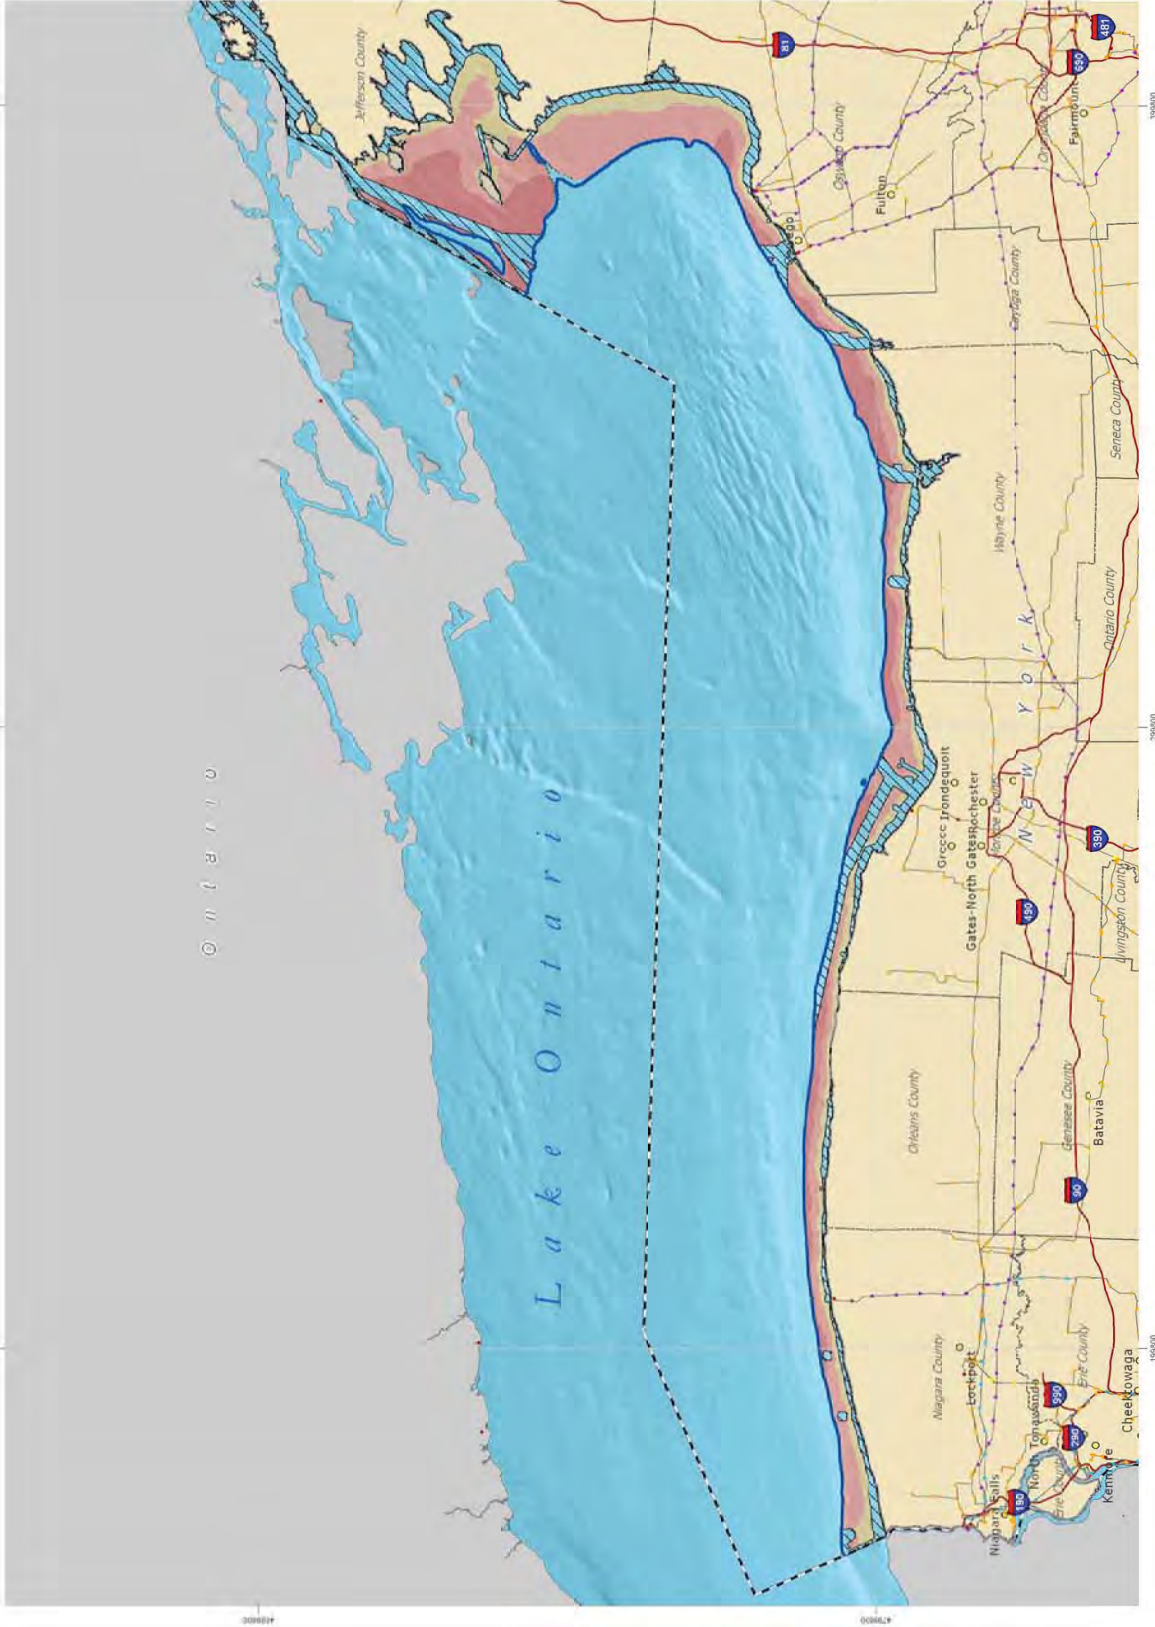 Ontario
Lake Ontario
New York
Jefferson County
Oswego County
Fulton
Fairmount
81
690
481
Cayuga County
Seneca County
Wayne County
Ontario County
Irondequoit
Greece
Rochester
Gates-North Gates
Monroe County
390
490
Livingston County
Orleans County
Genesee County
Batavia
90
Niagara County
Lockport
Erie County
North Tonawanda
990
290
Erie County
Cheektowaga
Kenmore
Niagara Falls
190